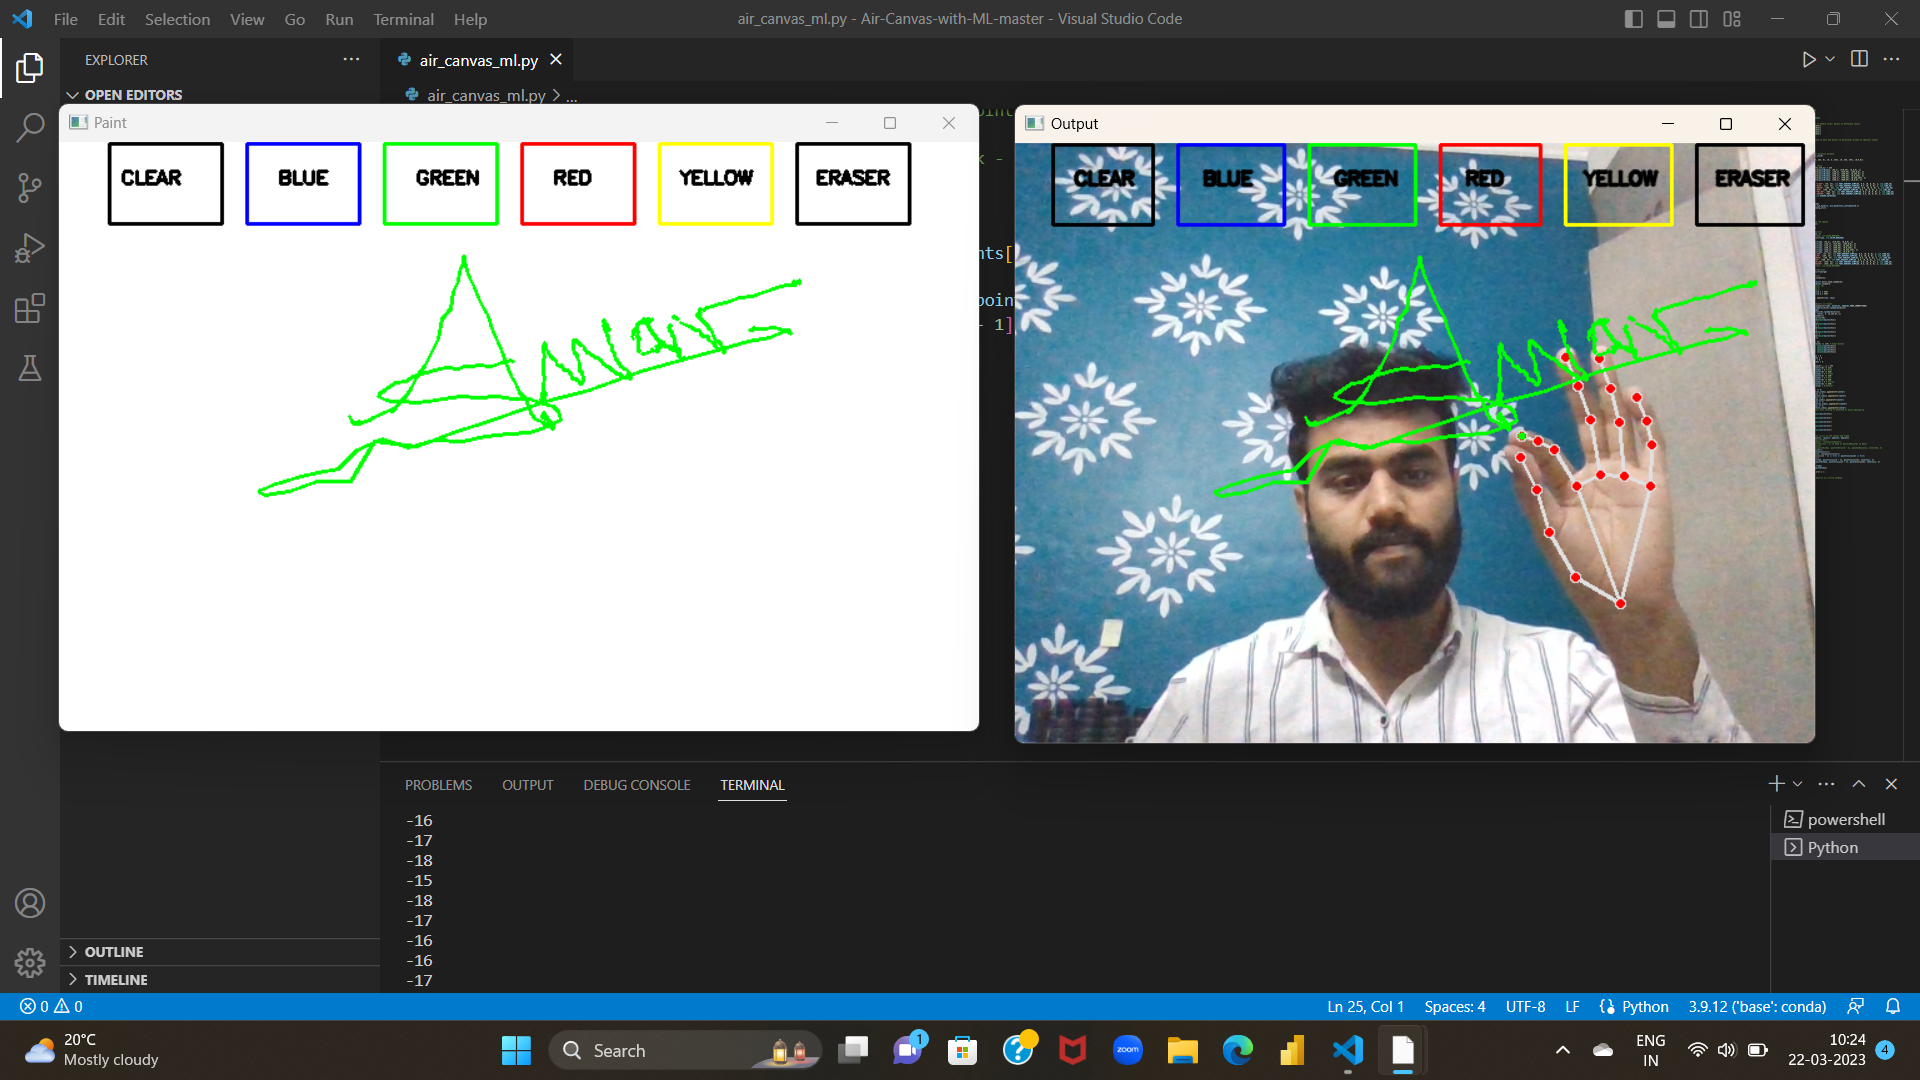 File Edit Selection View Go Run Terminal Help
air_canvas_ml.py - Air-Canvas-with-ML-master - Visual Studio Code
EXPLORER
air_canvas_ml.py
OPEN EDITORS
air_canvas_ml.py > ...
Paint
CLEAR BLUE GREEN RED YELLOW ERASER
Output
CLEAR BLUE GREEN RED YELLOW ERASER
k -
nts[
poin
- 1]
PROBLEMS OUTPUT DEBUG CONSOLE TERMINAL
-16
-17
-18
-15
-18
-17
-16
-16
-17
powershell
Python
OUTLINE
TIMELINE
0 0
Ln 25, Col 1 Spaces: 4 UTF-8 LF Python 3.9.12 ('base': conda)
20°C
Mostly cloudy
Search
1
zoom
ENG
IN
10:24
22-03-2023
4